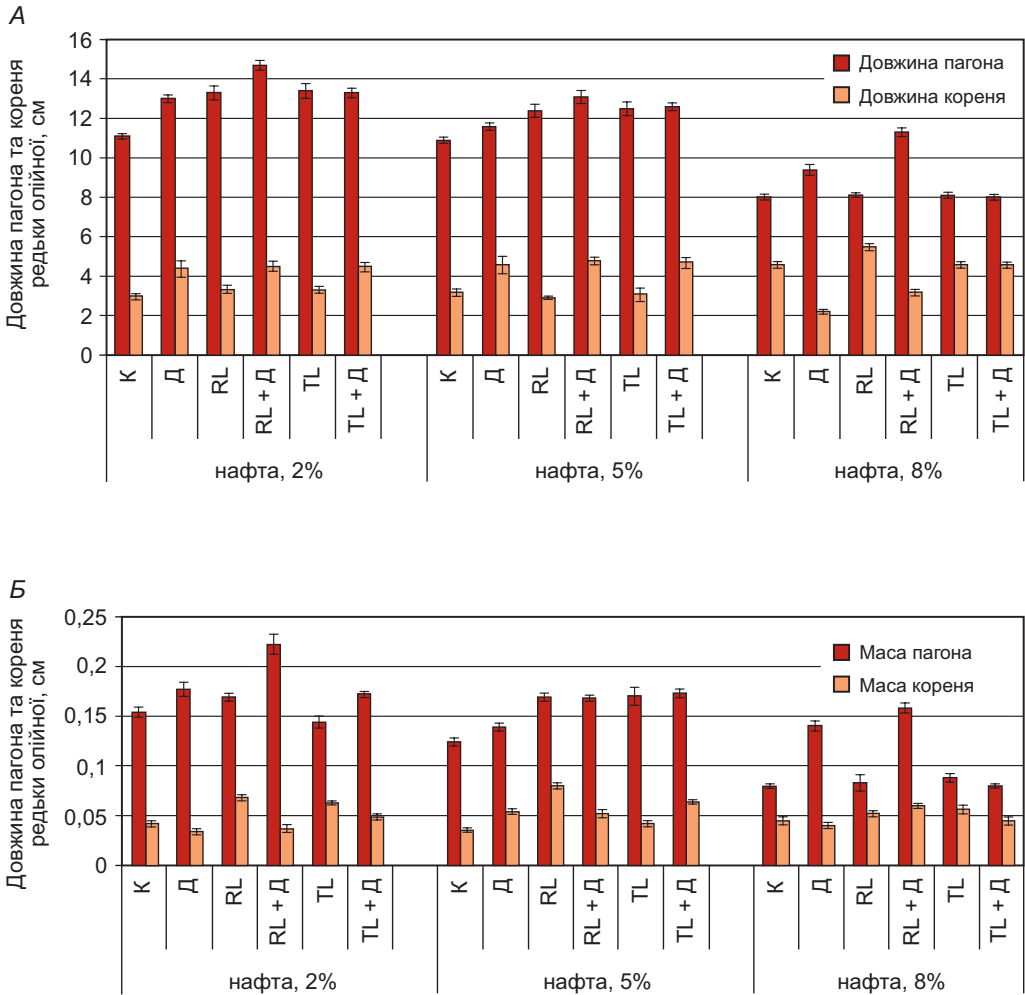 А
Довжина пагона та кореня
редьки олійної, см
16
14
12
10
8
6
4
2
0
Довжина пагона
Довжина кореня
К
Д
RL
RL + Д
TL
TL + Д
К
Д
RL
RL + Д
TL
TL + Д
К
Д
RL
RL + Д
TL
TL + Д
нафта, 2%
нафта, 5%
нафта, 8%
Б
Довжина пагона та кореня
редьки олійної, см
0,25
0,2
0,15
0,1
0,05
0
Маса пагона
Маса кореня
К
Д
RL
RL + Д
TL
TL + Д
К
Д
RL
RL + Д
TL
TL + Д
К
Д
RL
RL + Д
TL
TL + Д
нафта, 2%
нафта, 5%
нафта, 8%